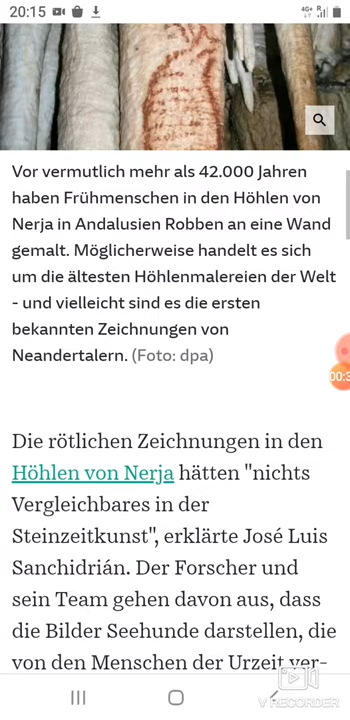 20:15
4G+ R
Vor vermutlich mehr als 42.000 Jahren
haben Frühmenschen in den Höhlen von
Nerja in Andalusien Robben an eine Wand
gemalt. Möglicherweise handelt es sich
um die ältesten Höhlenmalereien der Welt
- und vielleicht sind es die ersten
bekannten Zeichnungen von
Neandertalern. (Foto: dpa)
00:3
Die rötlichen Zeichnungen in den
Höhlen von Nerja hätten "nichts
Vergleichbares in der
Steinzeitkunst", erklärte José Luis
Sanchidrián. Der Forscher und
sein Team gehen davon aus, dass
die Bilder Seehunde darstellen, die
von den Menschen der Urzeit ver-
V RECORDER